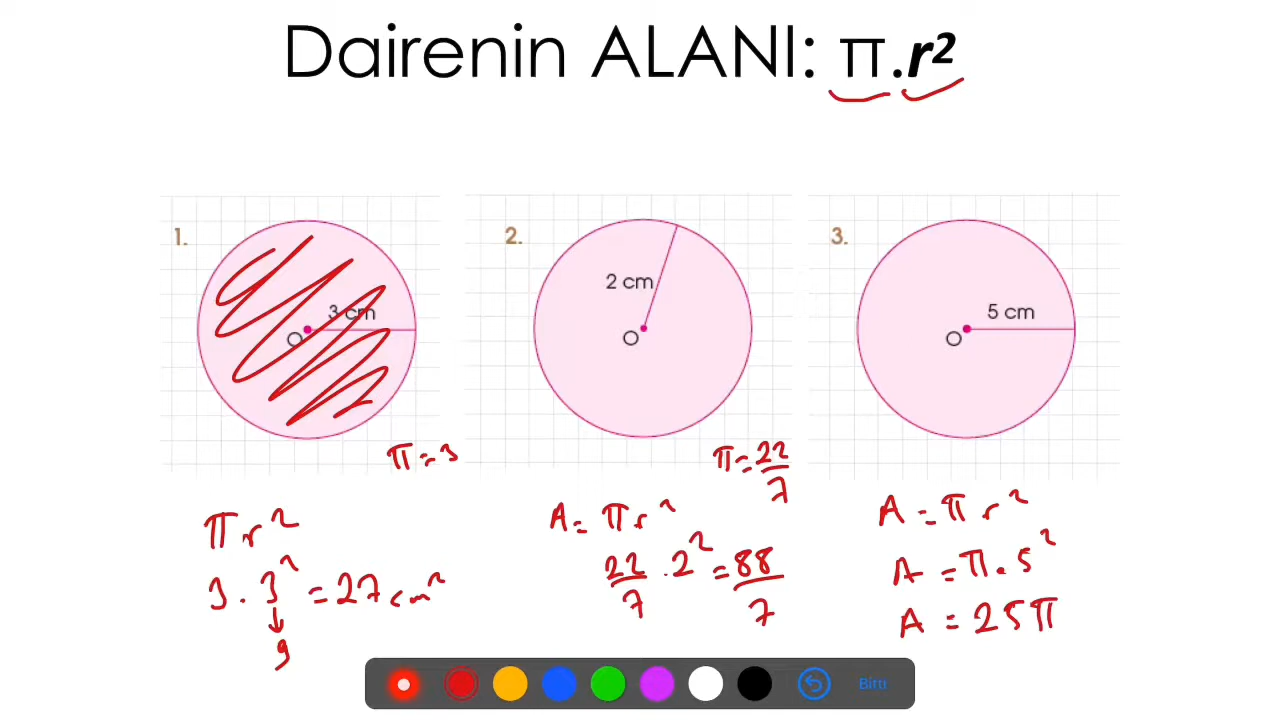 Dairenin ALANI: π.r²
1.
3 cm
O
π=3
πr²
3.3²=27cm²
↓
9
2.
2 cm
O
π=22/7
A=πr²
22/7.2²=88/7
3.
5 cm
O
A=πr²
A=π.5²
A=25π
Bitti